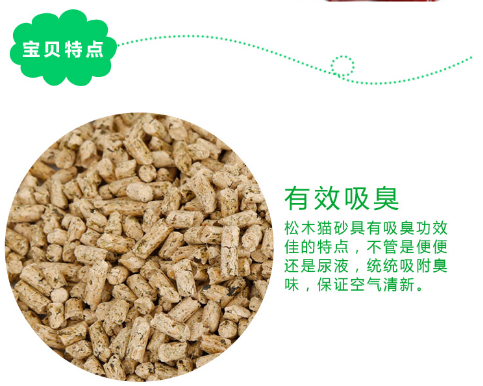 宝贝特点
有效吸臭
松木猫砂具有吸臭功效
佳的特点，不管是便便
还是尿液，统统吸附臭
味，保证空气清新。